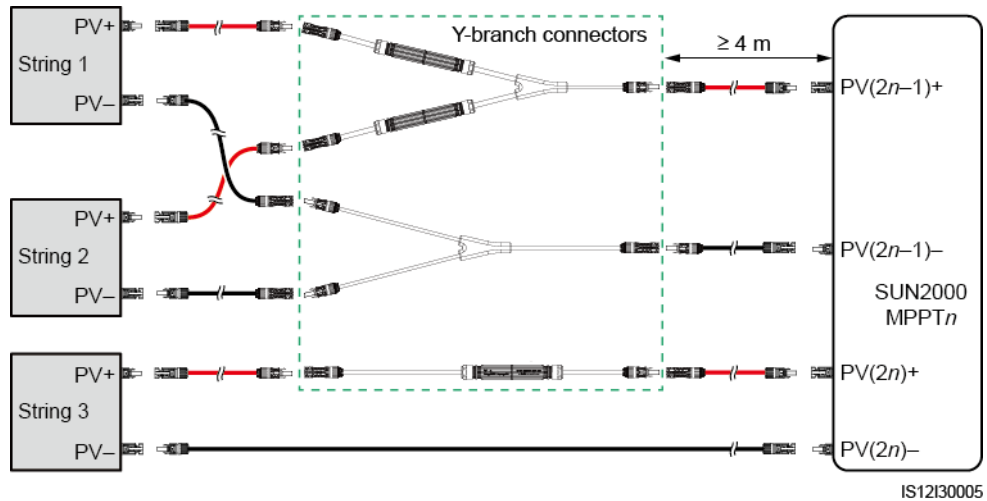 PV+
String 1
PV–
Y-branch connectors
≥ 4 m
PV(2n–1)+
PV+
String 2
PV–
PV(2n–1)–
SUN2000
MPPTn
PV+
String 3
PV–
PV(2n)+
PV(2n)–
IS12I30005